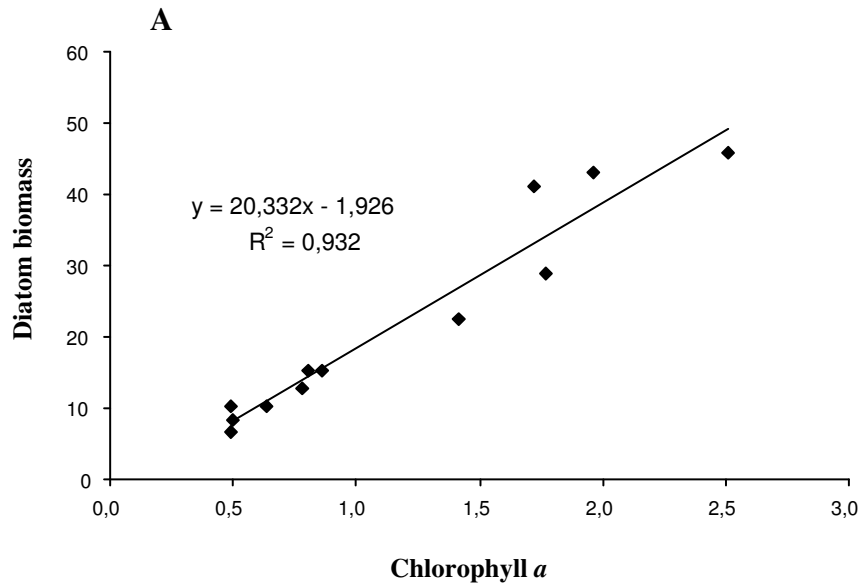 A
60
50
40
30
20
10
0
Diatom biomass
y = 20,332x - 1,926
R² = 0,932
0,0 0,5 1,0 1,5 2,0 2,5 3,0
Chlorophyll a